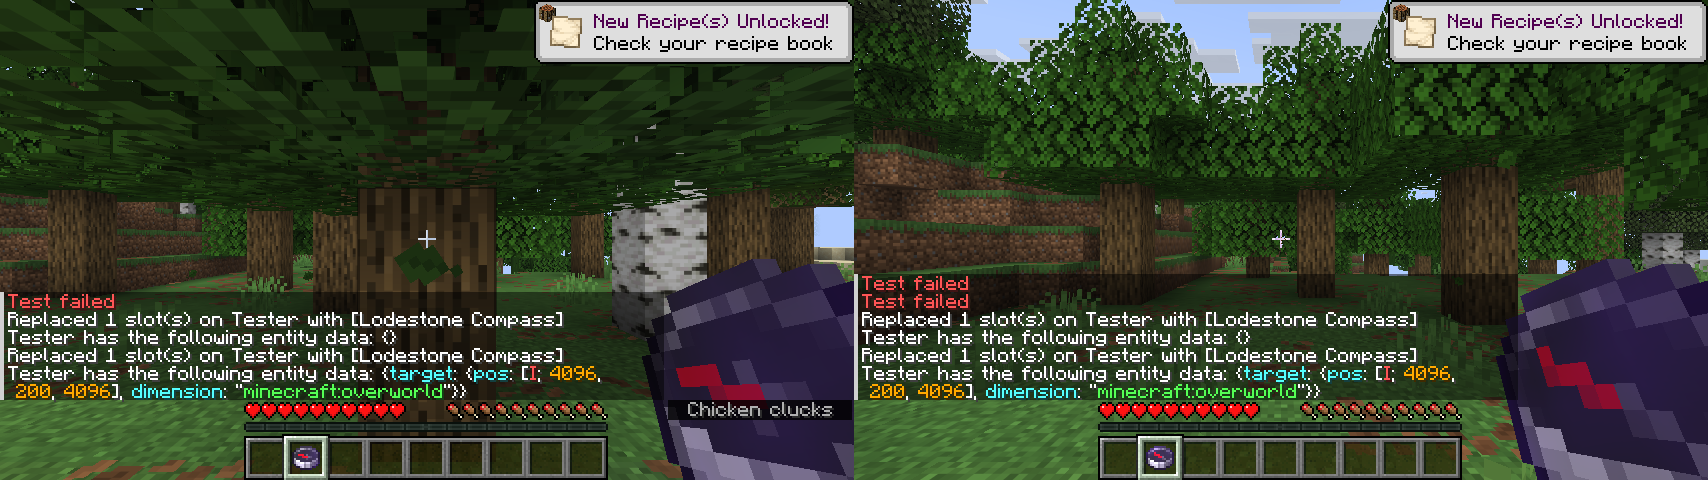 New Recipe(s) Unlocked!
Check your recipe book
Test failed
Replaced 1 slot(s) on Tester with [Lodestone Compass]
Tester has the following entity data: {}
Replaced 1 slot(s) on Tester with [Lodestone Compass]
Tester has the following entity data: {target: {pos: [I; 4096,
200, 4096], dimension: "minecraft:overworld"}}
Chicken clucks
New Recipe(s) Unlocked!
Check your recipe book
Test failed
Test failed
Replaced 1 slot(s) on Tester with [Lodestone Compass]
Tester has the following entity data: {}
Replaced 1 slot(s) on Tester with [Lodestone Compass]
Tester has the following entity data: {target: {pos: [I; 4096,
200, 4096], dimension: "minecraft:overworld"}}